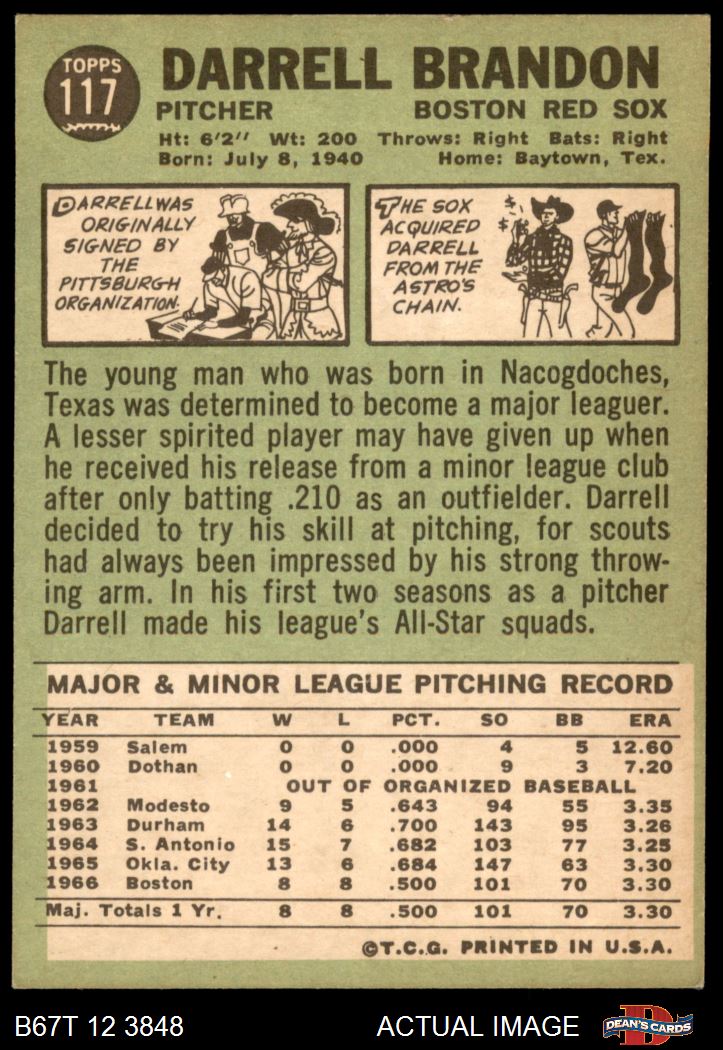 TOPPS
117
DARRELL BRANDON
PITCHER BOSTON RED SOX
Ht: 6'2" Wt: 200 Throws: Right Bats: Right
Born: July 8, 1940 Home: Baytown, Tex.
DARRELL WAS
ORIGINALLY
SIGNED BY
THE
PITTSBURGH
ORGANIZATION.
THE SOX
ACQUIRED
DARRELL
FROM THE
ASTRO'S
CHAIN.
$ $
The young man who was born in Nacogdoches,
Texas was determined to become a major leaguer.
A lesser spirited player may have given up when
he received his release from a minor league club
after only batting .210 as an outfielder. Darrell
decided to try his skill at pitching, for scouts
had always been impressed by his strong throw-
ing arm. In his first two seasons as a pitcher
Darrell made his league's All-Star squads.
MAJOR & MINOR LEAGUE PITCHING RECORD
YEAR TEAM W L PCT. SO BB ERA
1959 Salem 0 0 .000 4 5 12.60
1960 Dothan 0 0 .000 9 3 7.20
1961 OUT OF ORGANIZED BASEBALL
1962 Modesto 9 5 .643 94 55 3.35
1963 Durham 14 6 .700 143 95 3.26
1964 S. Antonio 15 7 .682 103 77 3.25
1965 Okla. City 13 6 .684 147 63 3.30
1966 Boston 8 8 .500 101 70 3.30
Maj. Totals 1 Yr. 8 8 .500 101 70 3.30
©T.C.G. PRINTED IN U.S.A.
B67T 12 3848 ACTUAL IMAGE
D
DEAN'S CARDS